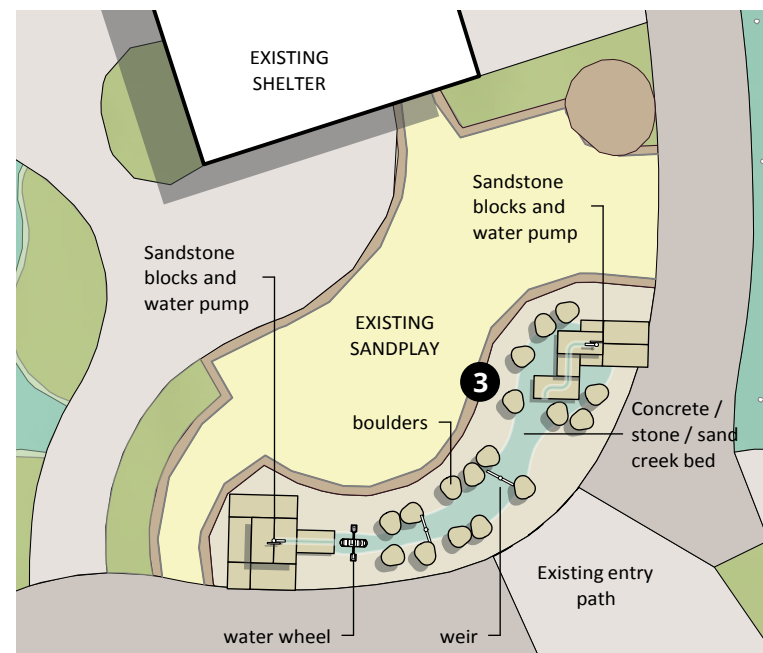 EXISTING
SHELTER
Sandstone
blocks and
water pump
Sandstone
blocks and
water pump
EXISTING
SANDPLAY
3
boulders
Concrete /
stone / sand
creek bed
Existing entry
path
water wheel
weir